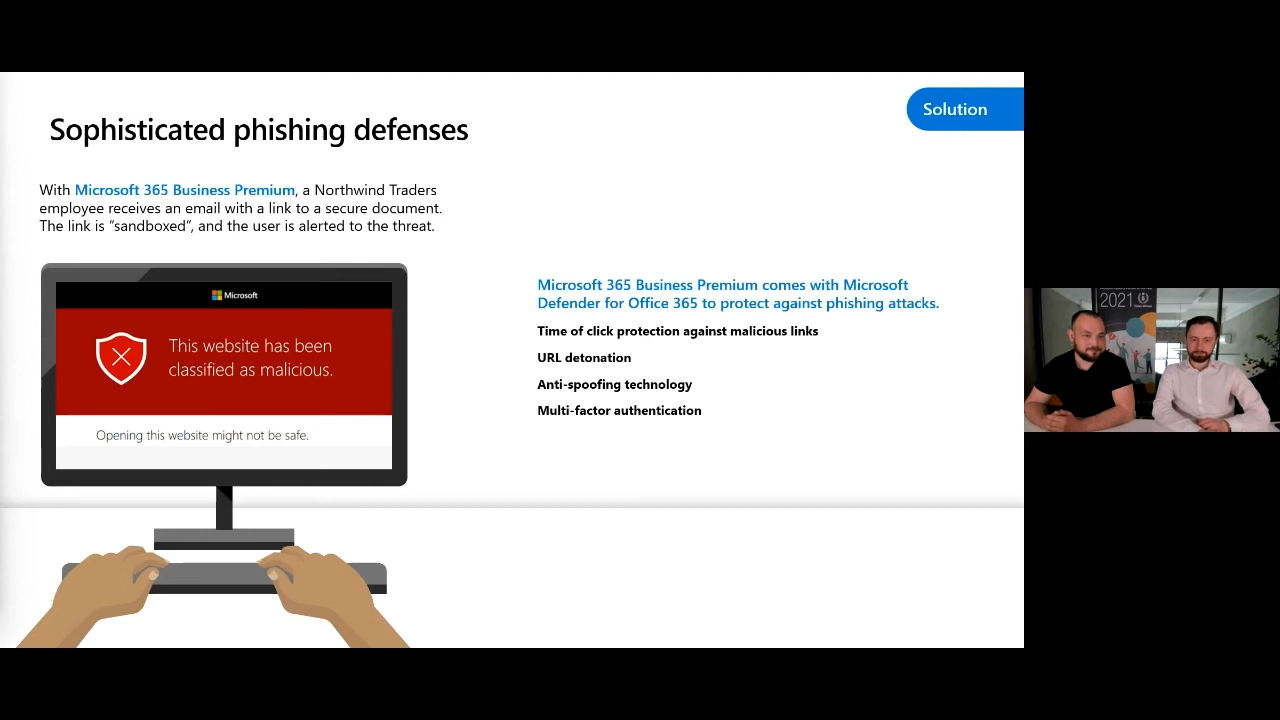 Solution
Sophisticated phishing defenses
With Microsoft 365 Business Premium, a Northwind Traders
employee receives an email with a link to a secure document.
The link is “sandboxed”, and the user is alerted to the threat.
Microsoft
This website has been
classified as malicious.
Opening this website might not be safe.
Microsoft 365 Business Premium comes with Microsoft
Defender for Office 365 to protect against phishing attacks.
Time of click protection against malicious links
URL detonation
Anti-spoofing technology
Multi-factor authentication
2021